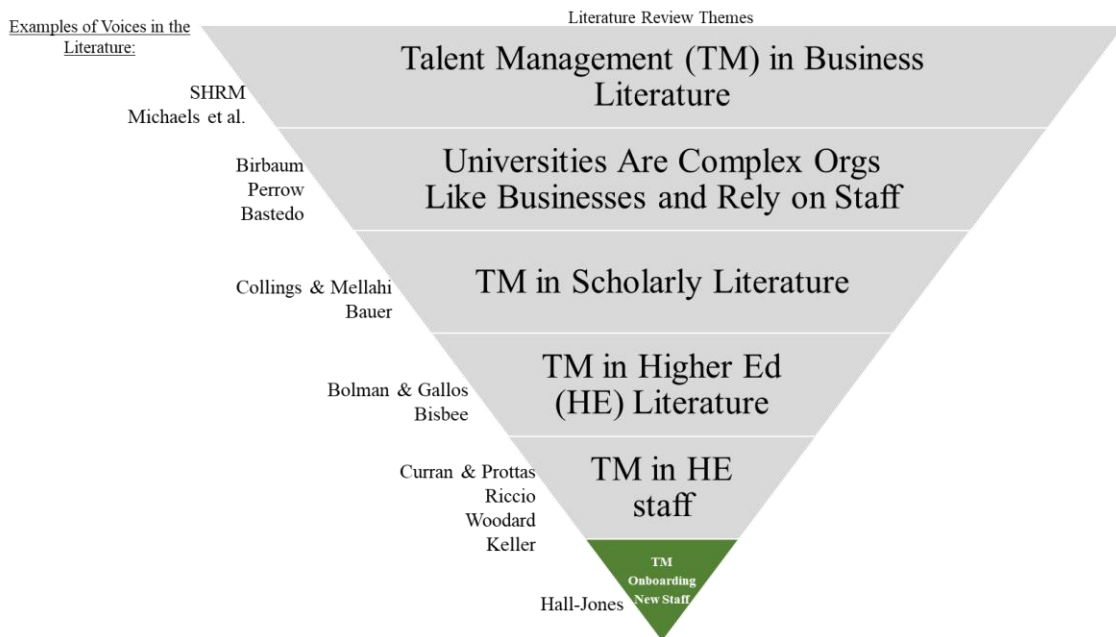 Literature Review Themes
Examples of Voices in the
Literature:
Talent Management (TM) in Business
Literature
SHRM
Michaels et al.
Universities Are Complex Orgs
Like Businesses and Rely on Staff
Birbaum
Perrow
Bastedo
TM in Scholarly Literature
Collings & Mellahi
Bauer
TM in Higher Ed
(HE) Literature
Bolman & Gallos
Bisbee
TM in HE
staff
Curran & Prottas
Riccio
Woodard
Keller
TM
Onboarding
New Staff
Hall-Jones